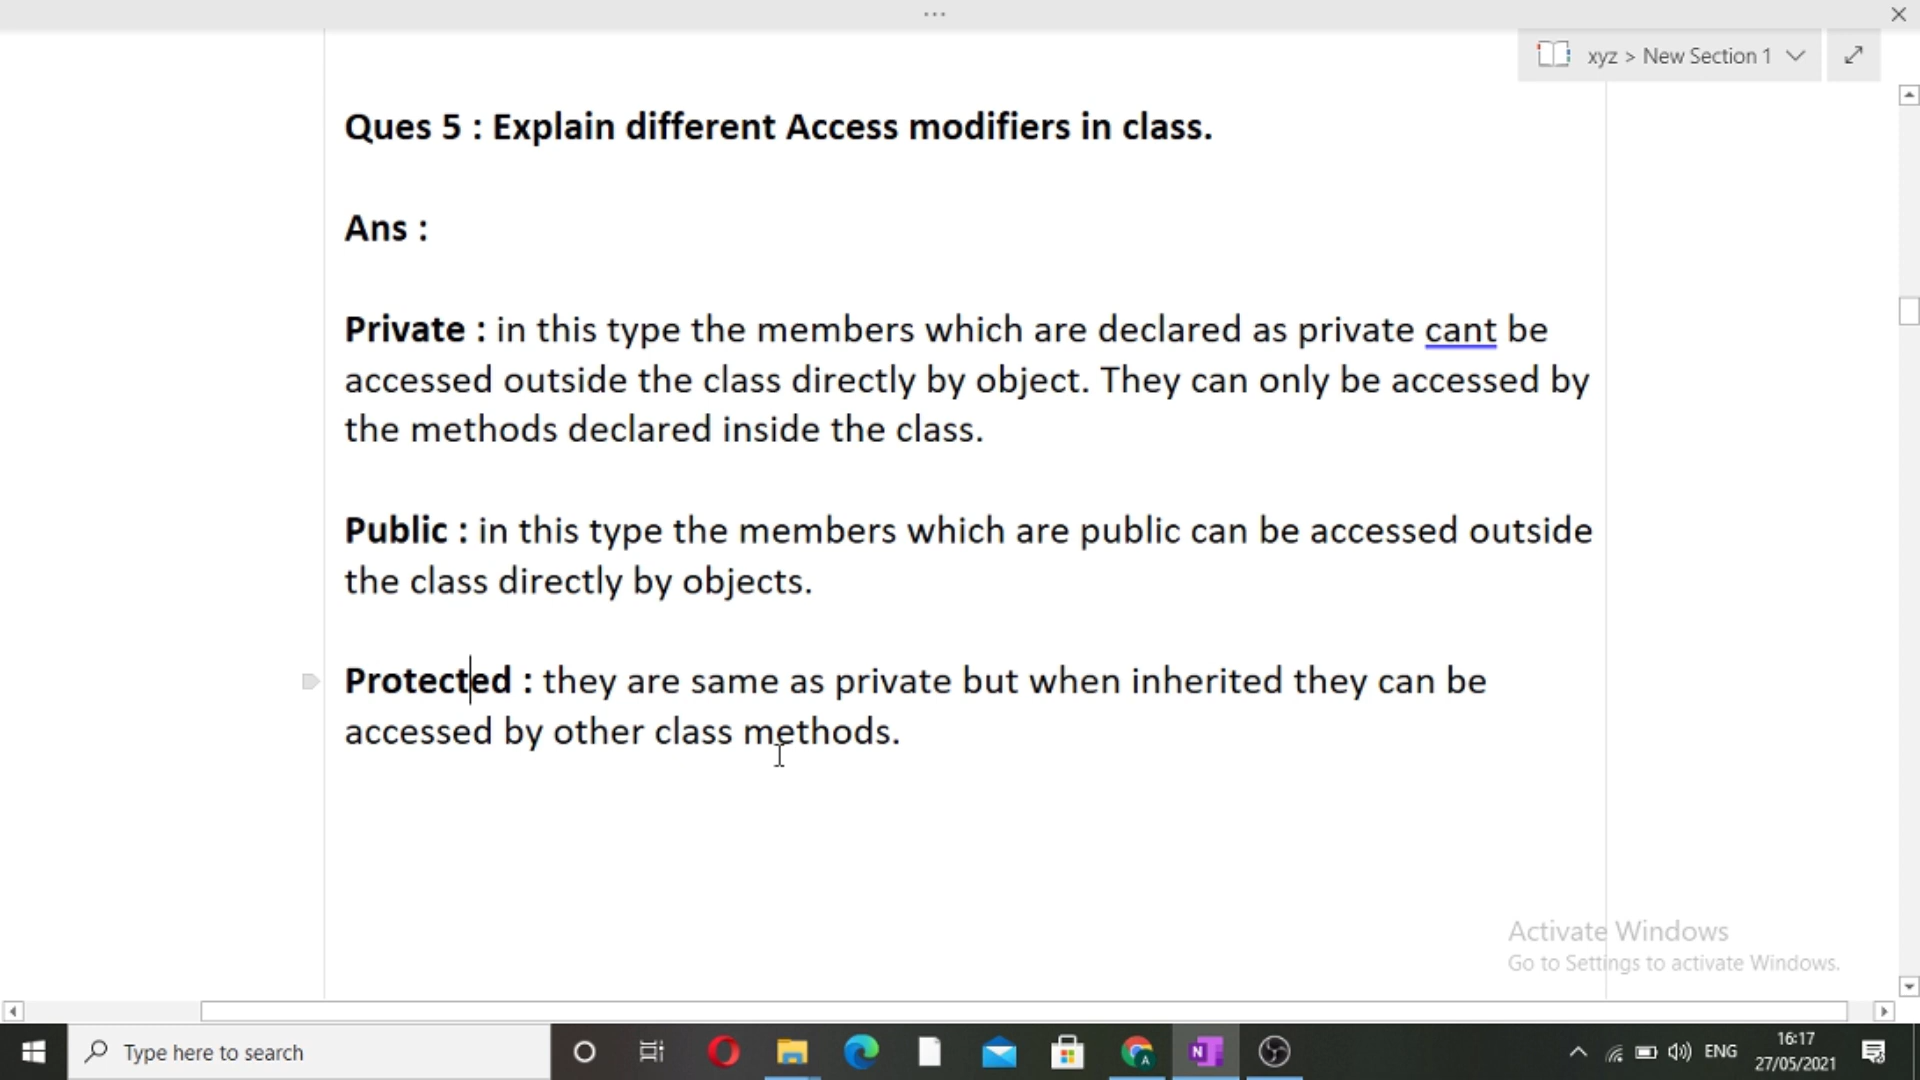 ...
xyz > New Section 1
Ques 5 : Explain different Access modifiers in class.
Ans :
Private : in this type the members which are declared as private cant be
accessed outside the class directly by object. They can only be accessed by
the methods declared inside the class.
Public : in this type the members which are public can be accessed outside
the class directly by objects.
Protected : they are same as private but when inherited they can be
accessed by other class methods.
Activate Windows
Go to Settings to activate Windows.
Type here to search
A
N
ENG
16:17
27/05/2021